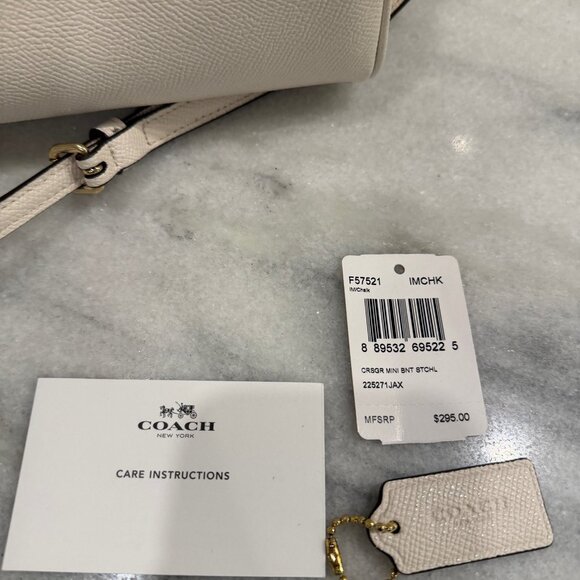 F57521 IMCHK
IM/Chalk
8 89532 69522 5
CRSGR MINI BNT STCHL
225271JAX
MFSRP $295.00
COACH
NEW YORK
CARE INSTRUCTIONS
COACH